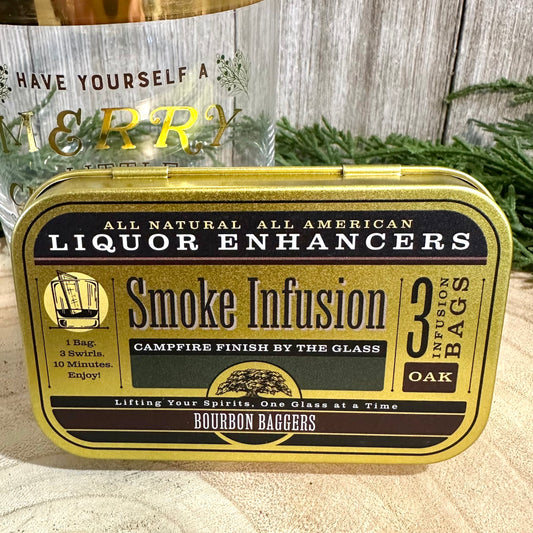 HAVE YOURSELF A
MERRY
LITTLE
ALL NATURAL ALL AMERICAN
LIQUOR ENHANCERS
1 Bag.
3 Swirls.
10 Minutes.
Enjoy!
Smoke Infusion
CAMPFIRE FINISH BY THE GLASS
3 INFUSION BAGS
OAK
Lifting Your Spirits, One Glass at a Time
BOURBON BAGGERS